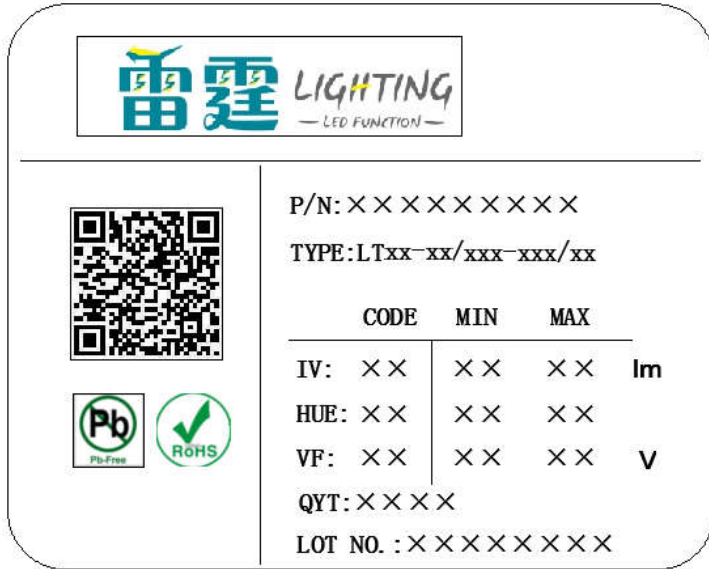 雷霆 LIGHTING
LED FUNCTION
P/N:×××××××××
TYPE:LTxx-xx/xxx-xxx/xx
CODE MIN MAX
IV: ×× ×× ×× lm
HUE: ×× ×× ××
VF: ×× ×× ×× V
QYT:××××
LOT NO.:××××××××
Pb
Pb-Free
RoHS